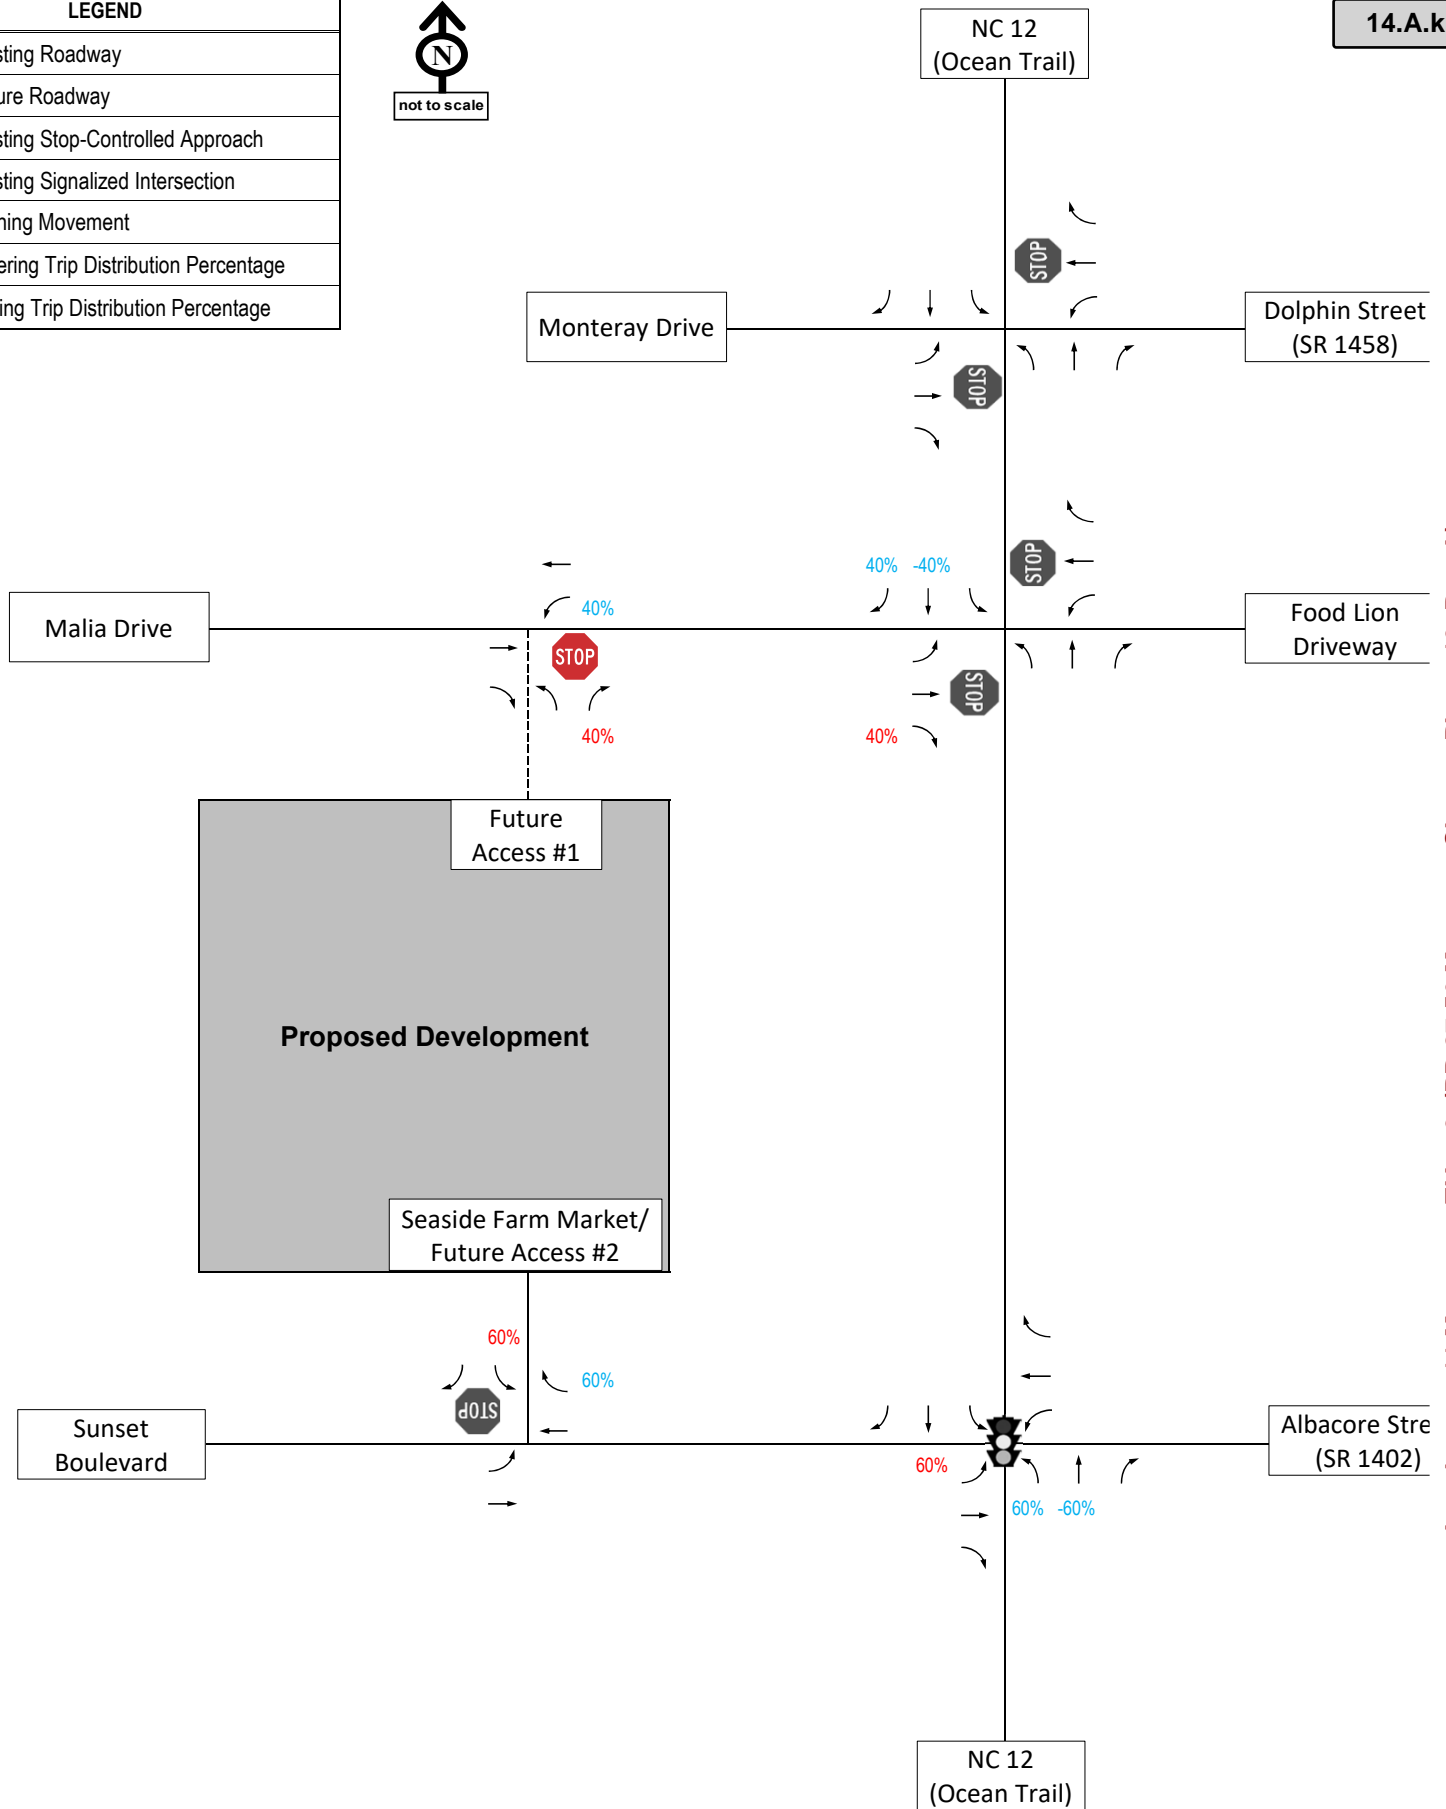 LEGEND
sting Roadway
ure Roadway
sting Stop-Controlled Approach
sting Signalized Intersection
ning Movement
ering Trip Distribution Percentage
ing Trip Distribution Percentage
N
not to scale
NC 12
(Ocean Trail)
14.A.k
STOP
Monteray Drive
Dolphin Street
(SR 1458)
STOP
40% -40%
STOP
40%
Malia Drive
Food Lion
Driveway
STOP
STOP
40%
40%
Future
Access #1
Proposed Development
Seaside Farm Market/
Future Access #2
60%
60%
STOP
Sunset
Boulevard
Albacore Stre
(SR 1402)
60%
60% -60%
NC 12
(Ocean Trail)